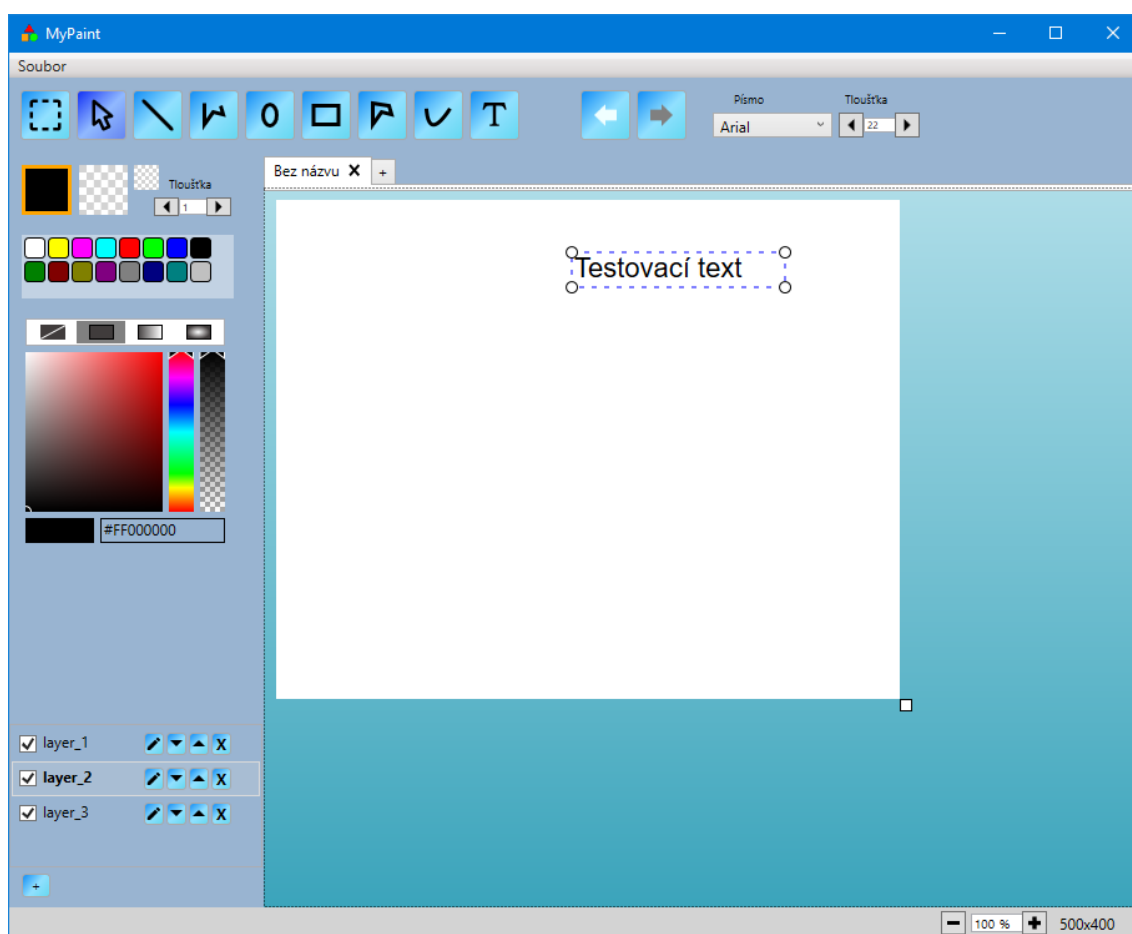 MyPaint
Soubor
T
Písmo
Tloušťka
Arial
22
Bez názvu X +
Tloušťka
1
Testovací text
#FF000000
layer_1 X
layer_2 X
layer_3 X
+
100 % 500x400